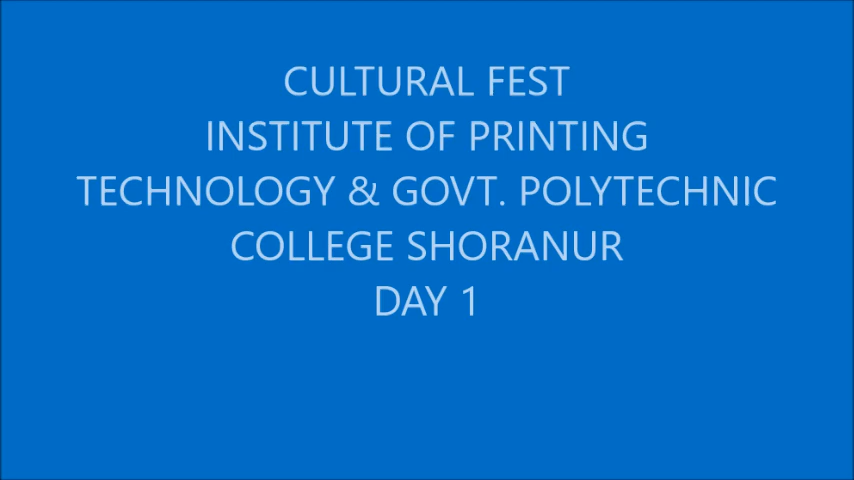 CULTURAL FEST
INSTITUTE OF PRINTING
TECHNOLOGY & GOVT. POLYTECHNIC
COLLEGE SHORANUR
DAY 1